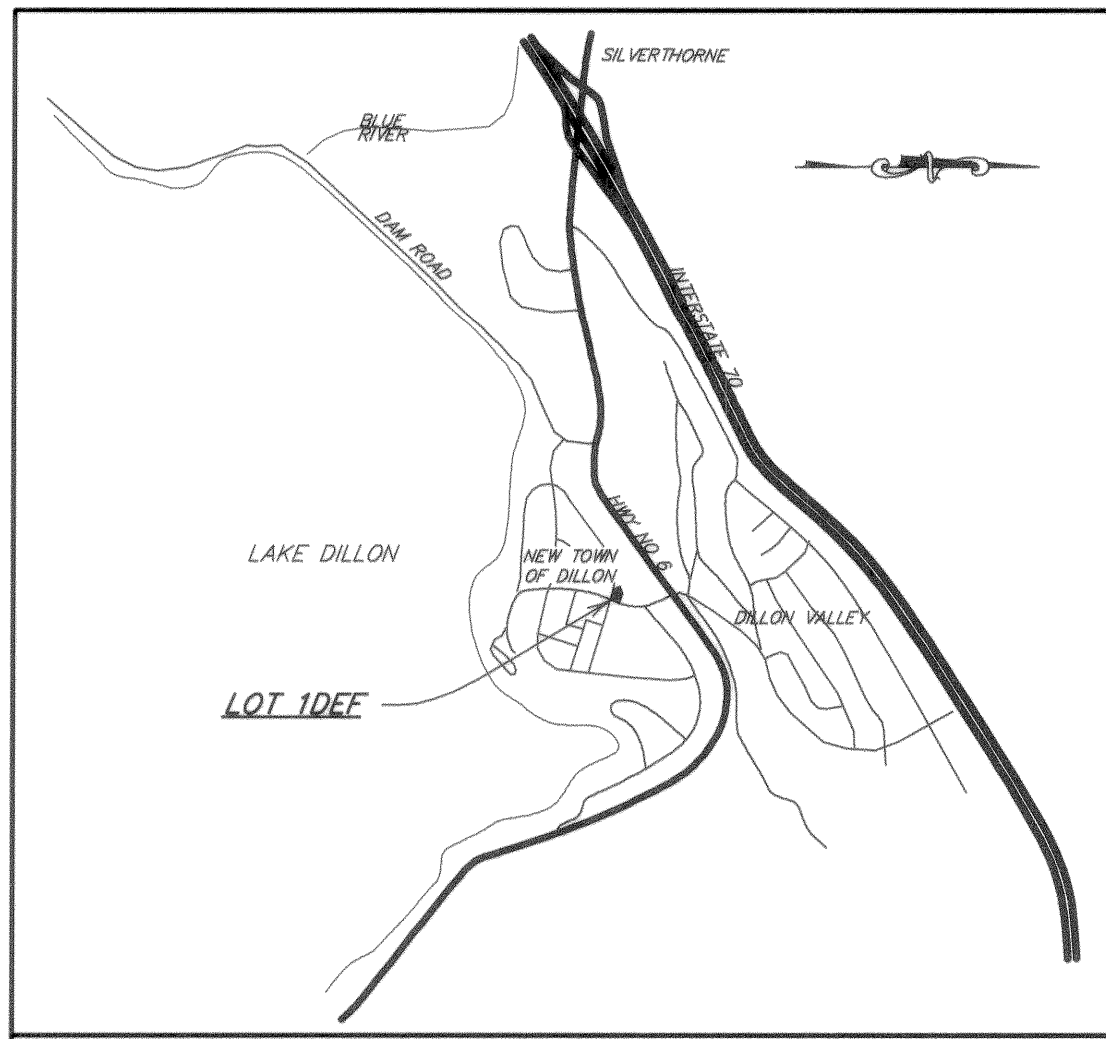 SILVERTHORNE
BLUE
RIVER
DAM ROAD
INTERSTATE 70
HWY NO 6
LAKE DILLON
NEW TOWN
OF DILLON
DILLON VALLEY
LOT 1DEF